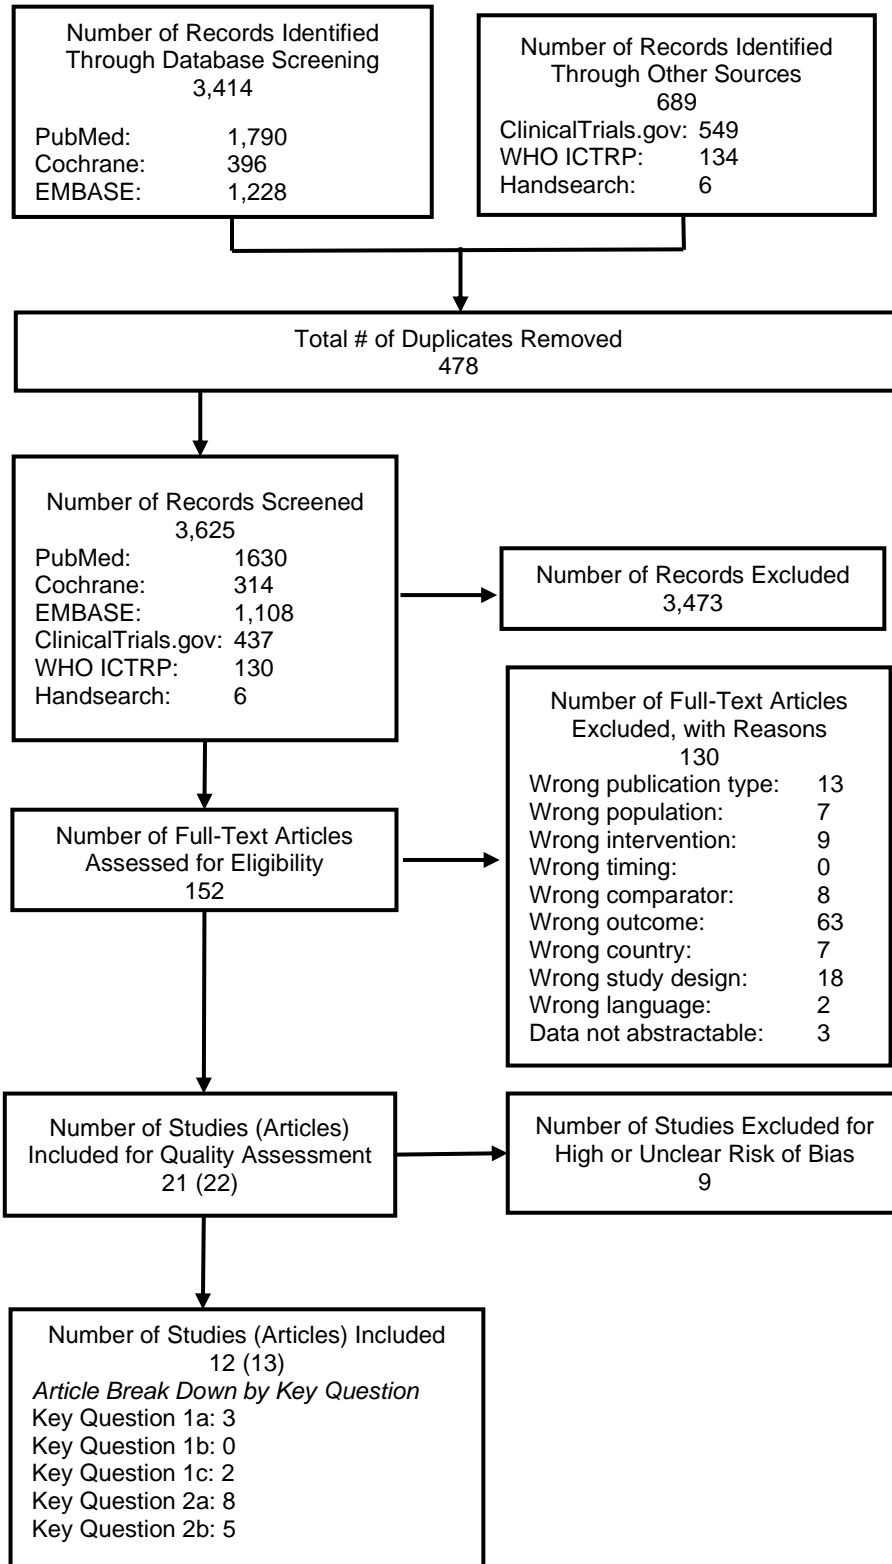 Number of Records Identified
Through Database Screening
3,414
PubMed: 1,790
Cochrane: 396
EMBASE: 1,228
Number of Records Identified
Through Other Sources
689
ClinicalTrials.gov: 549
WHO ICTRP: 134
Handsearch: 6
Total # of Duplicates Removed
478
Number of Records Screened
3,625
PubMed: 1630
Cochrane: 314
EMBASE: 1,108
ClinicalTrials.gov: 437
WHO ICTRP: 130
Handsearch: 6
Number of Records Excluded
3,473
Number of Full-Text Articles
Assessed for Eligibility
152
Number of Full-Text Articles
Excluded, with Reasons
130
Wrong publication type: 13
Wrong population: 7
Wrong intervention: 9
Wrong timing: 0
Wrong comparator: 8
Wrong outcome: 63
Wrong country: 7
Wrong study design: 18
Wrong language: 2
Data not abstractable: 3
Number of Studies (Articles)
Included for Quality Assessment
21 (22)
Number of Studies Excluded for
High or Unclear Risk of Bias
9
Number of Studies (Articles) Included
12 (13)
Article Break Down by Key Question
Key Question 1a: 3
Key Question 1b: 0
Key Question 1c: 2
Key Question 2a: 8
Key Question 2b: 5